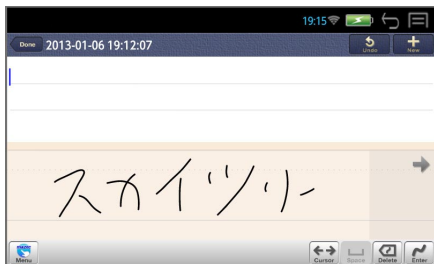 19:15
Done 2013-01-06 19:12:07 Undo New
スカイツリー
Menu Cursor Space Delete Enter